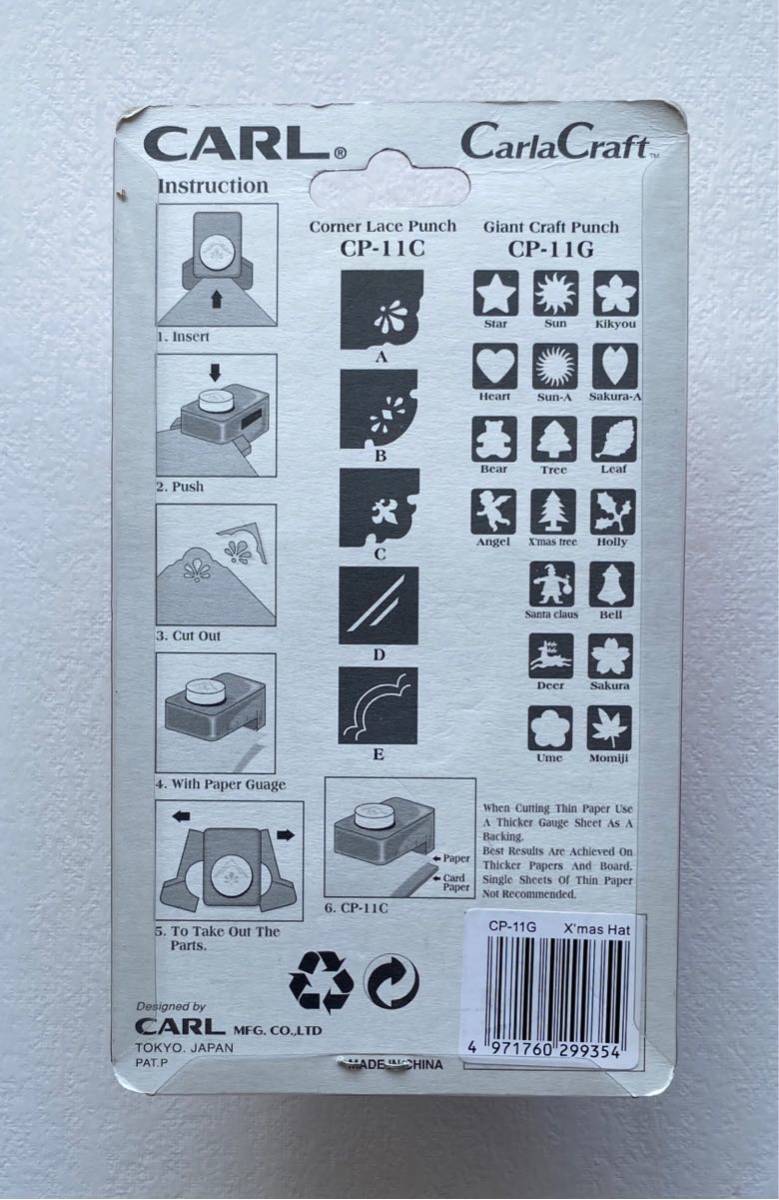 CARL®
CarlaCraft™
Instruction
1. Insert
2. Push
3. Cut Out
4. With Paper Guage
5. To Take Out The
Parts.
Corner Lace Punch
CP-11C
A
B
C
D
E
Paper
Card
Paper
6. CP-11C
Giant Craft Punch
CP-11G
Star Sun Kikyou
Heart Sun-A Sakura-A
Bear Tree Leaf
Angel X'mas tree Holly
Santa claus Bell
Deer Sakura
Ume Momiji
When Cutting Thin Paper Use
A Thicker Gauge Sheet As A
Backing.
Best Results Are Achieved On
Thicker Papers And Board.
Single Sheets Of Thin Paper
Not Recommended.
CP-11G X'mas Hat
4 971760 299354
Designed by
CARL MFG. CO.,LTD
TOKYO. JAPAN
PAT.P
MADE IN CHINA